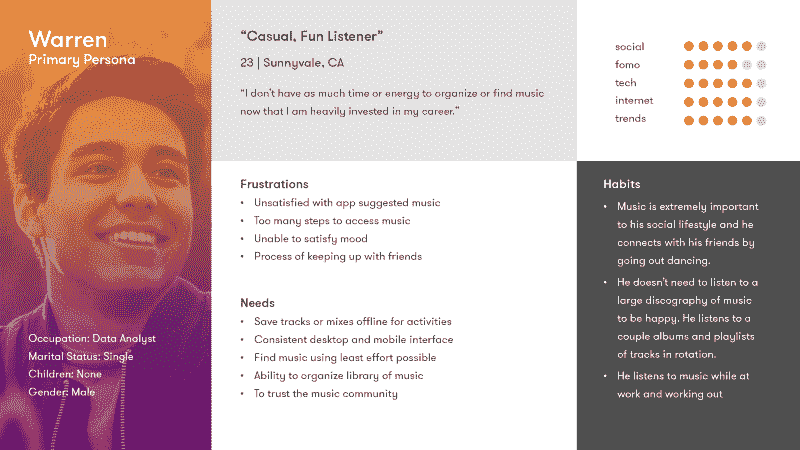 Warren
Primary Persona
Occupation: Data Analyst
Marital Status: Single
Children: None
Gender: Male
“Casual, Fun Listener”
23 | Sunnyvale, CA
“I don’t have as much time or energy to organize or find music
now that I am heavily invested in my career.”
social
fomo
tech
internet
trends
Frustrations
• Unsatisfied with app suggested music
• Too many steps to access music
• Unable to satisfy mood
• Process of keeping up with friends
Needs
• Save tracks or mixes offline for activities
• Consistent desktop and mobile interface
• Find music using least effort possible
• Ability to organize library of music
• To trust the music community
Habits
• Music is extremely important
to his social lifestyle and he
connects with his friends by
going out dancing.
• He doesn’t need to listen to a
large discography of music
to be happy. He listens to a
couple albums and playlists
of tracks in rotation.
• He listens to music while at
work and working out